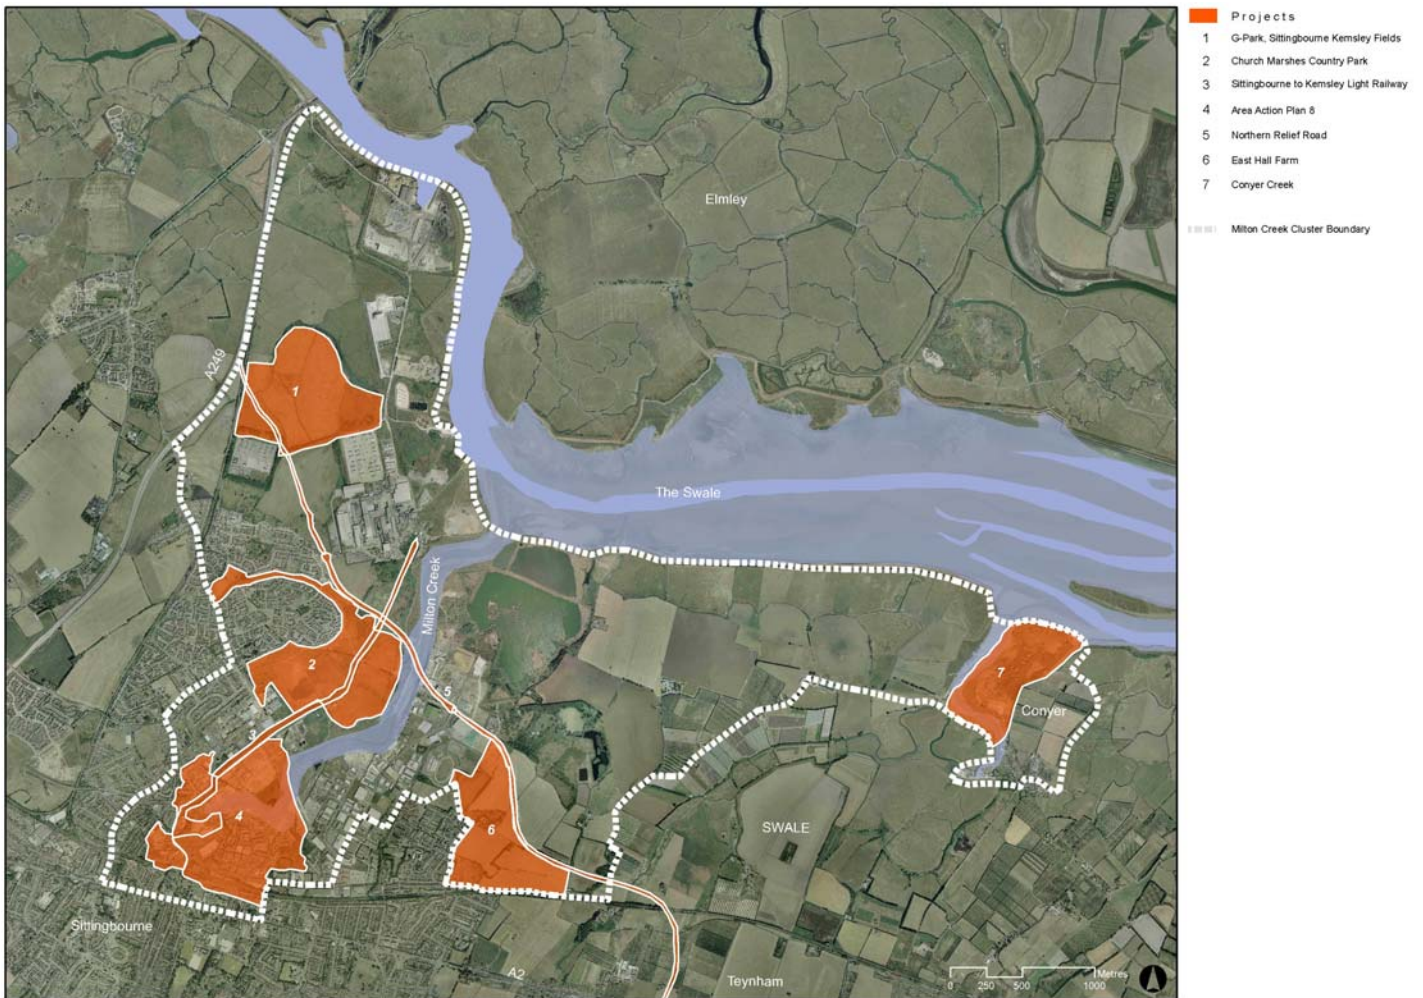 Projects
1 G-Park, Sittingbourne Kemsley Fields
2 Church Marshes Country Park
3 Sittingbourne to Kemsley Light Railway
4 Area Action Plan 8
5 Northern Relief Road
6 East Hall Farm
7 Conyer Creek
Milton Creek Cluster Boundary
Elmley
A249
1
The Swale
Milton Creek
2
5
7
Conyer
3
4
6
SWALE
Sittingbourne
A2
Teynham
Metres
0 250 500 1000